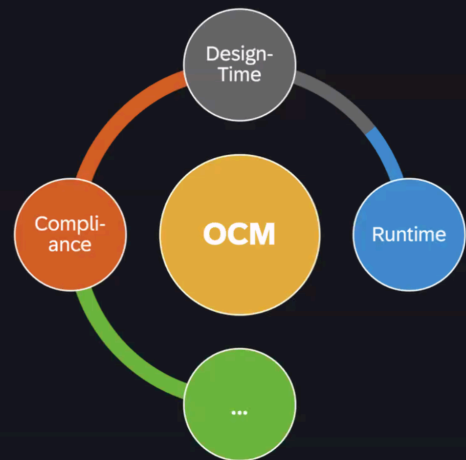 Design-
Time
Compli-
ance
OCM
Runtime
...